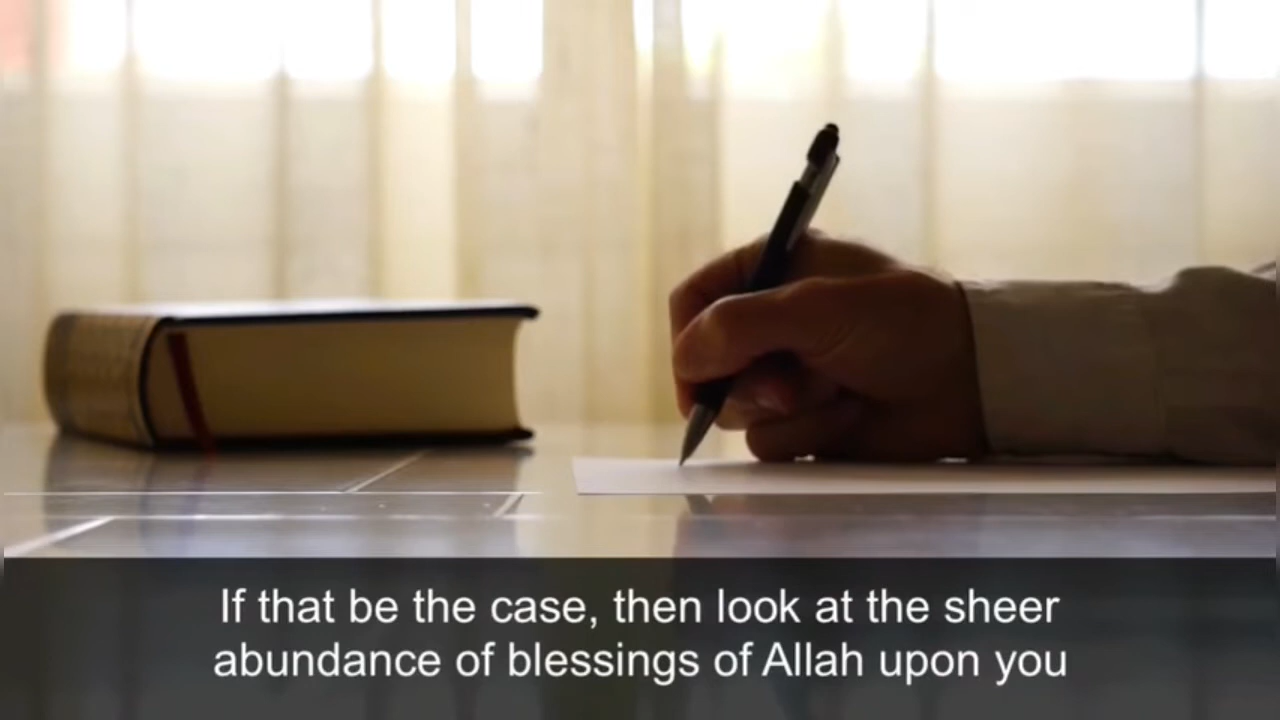 If that be the case, then look at the sheer
abundance of blessings of Allah upon you